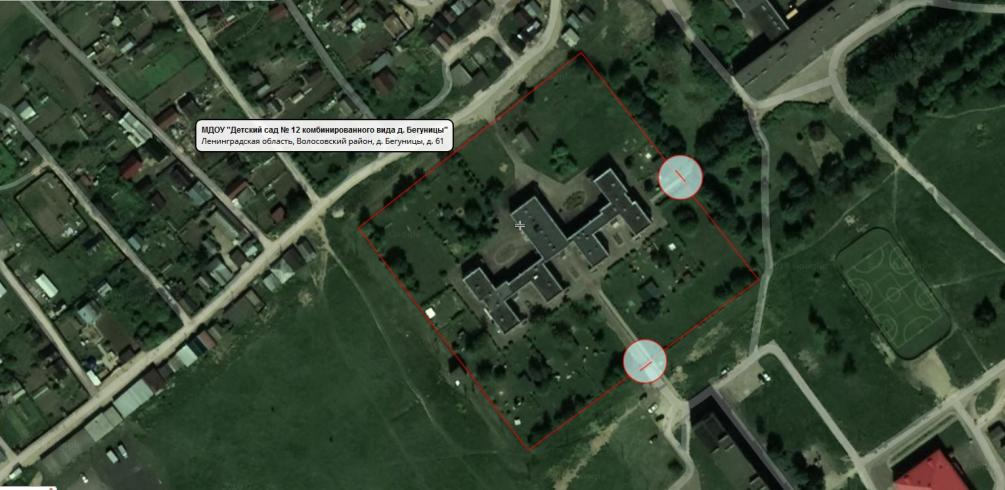 МДОУ "Детский сад № 12 комбинированного вида д. Бегуницы"
Ленинградская область, Волосовский район, д. Бегуницы, д. 61